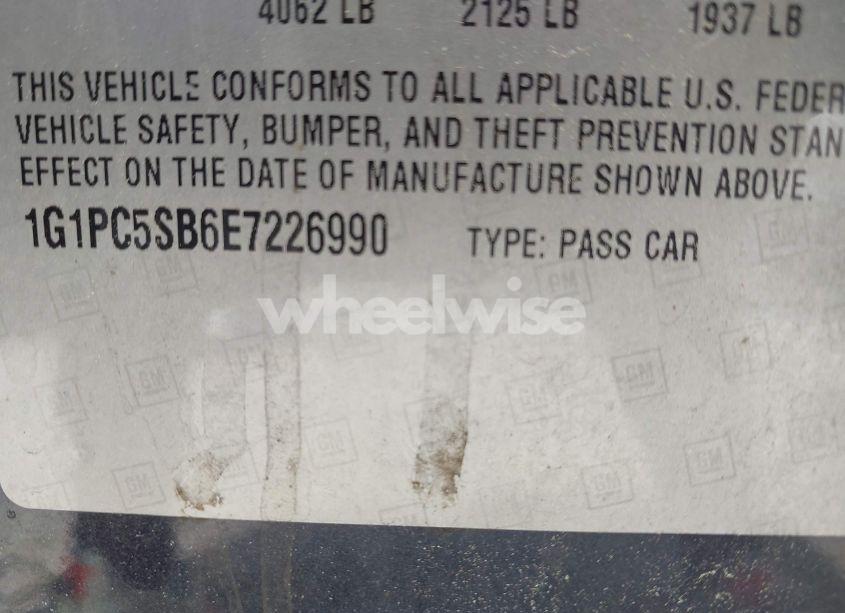 4062 LB 2125 LB 1937 LB
THIS VEHICLE CONFORMS TO ALL APPLICABLE U.S. FEDER
VEHICLE SAFETY, BUMPER, AND THEFT PREVENTION STAN
EFFECT ON THE DATE OF MANUFACTURE SHOWN ABOVE.
1G1PC5SB6E7226990 TYPE: PASS CAR
wheelwise
GM